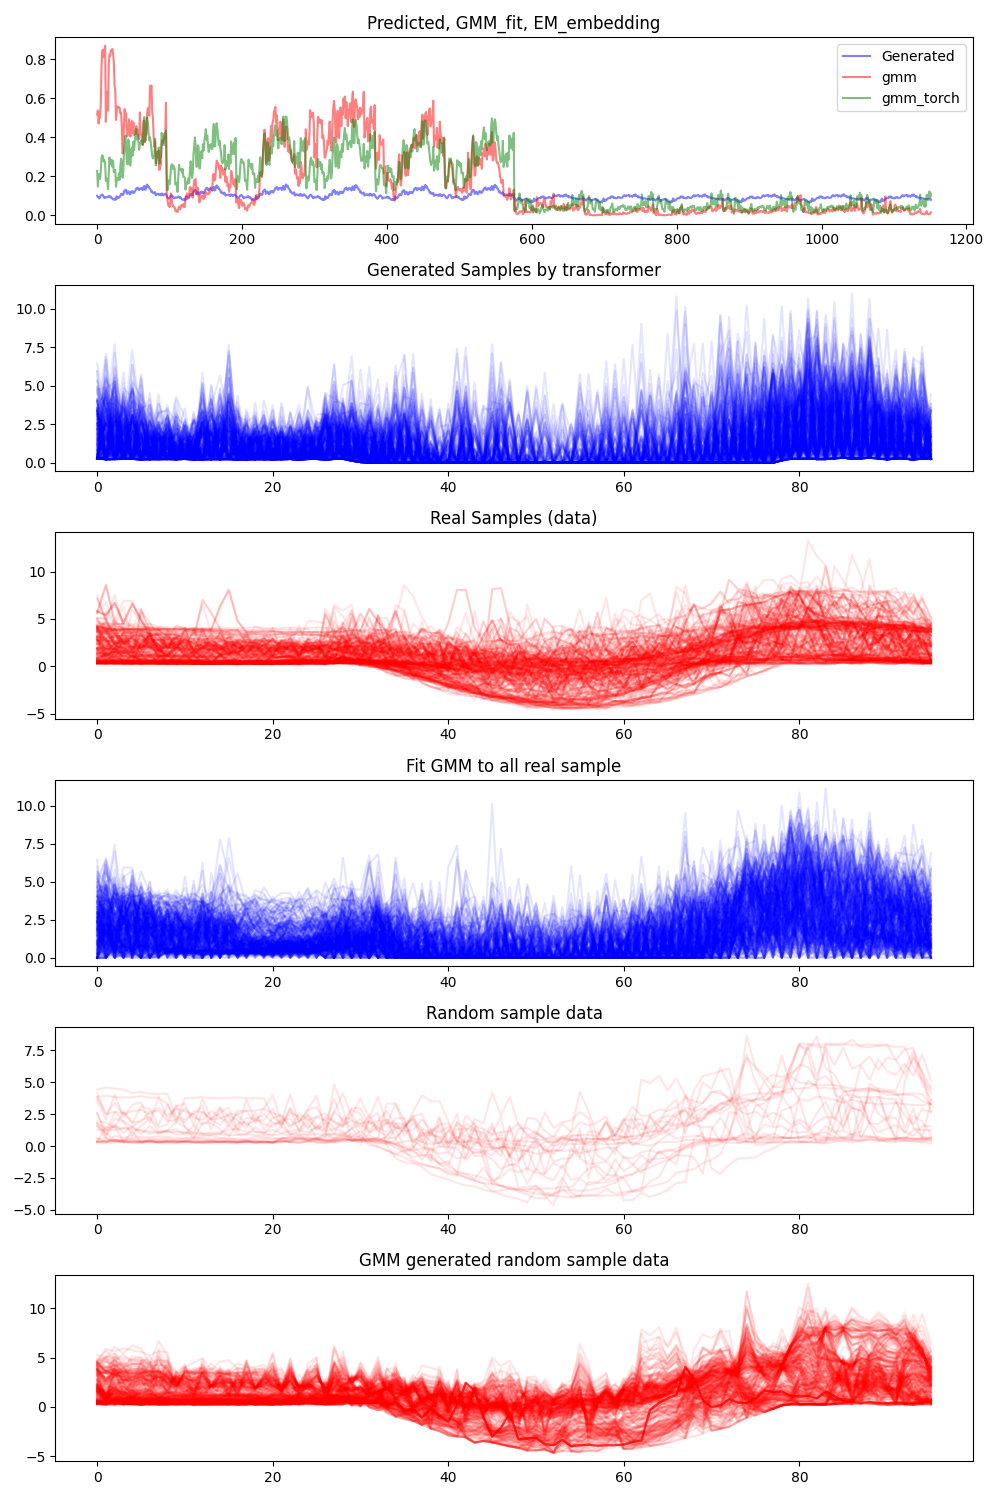 Predicted, GMM_fit, EM_embedding
Generated
gmm
gmm_torch
0.8
0.6
0.4
0.2
0.0
0 200 400 600 800 1000 1200
Generated Samples by transformer
10.0
7.5
5.0
2.5
0.0
0 20 40 60 80
Real Samples (data)
10
5
0
−5
0 20 40 60 80
Fit GMM to all real sample
10.0
7.5
5.0
2.5
0.0
0 20 40 60 80
Random sample data
7.5
5.0
2.5
0.0
−2.5
−5.0
0 20 40 60 80
GMM generated random sample data
10
5
0
−5
0 20 40 60 80